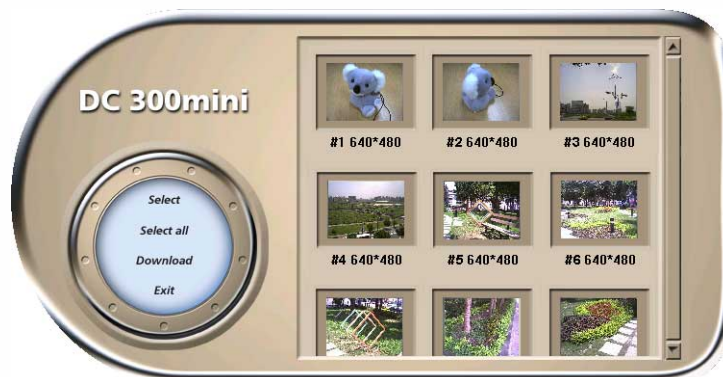 DC 300mini
Select
Select all
Download
Exit
#1 640*480
#2 640*480
#3 640*480
#4 640*480
#5 640*480
#6 640*480